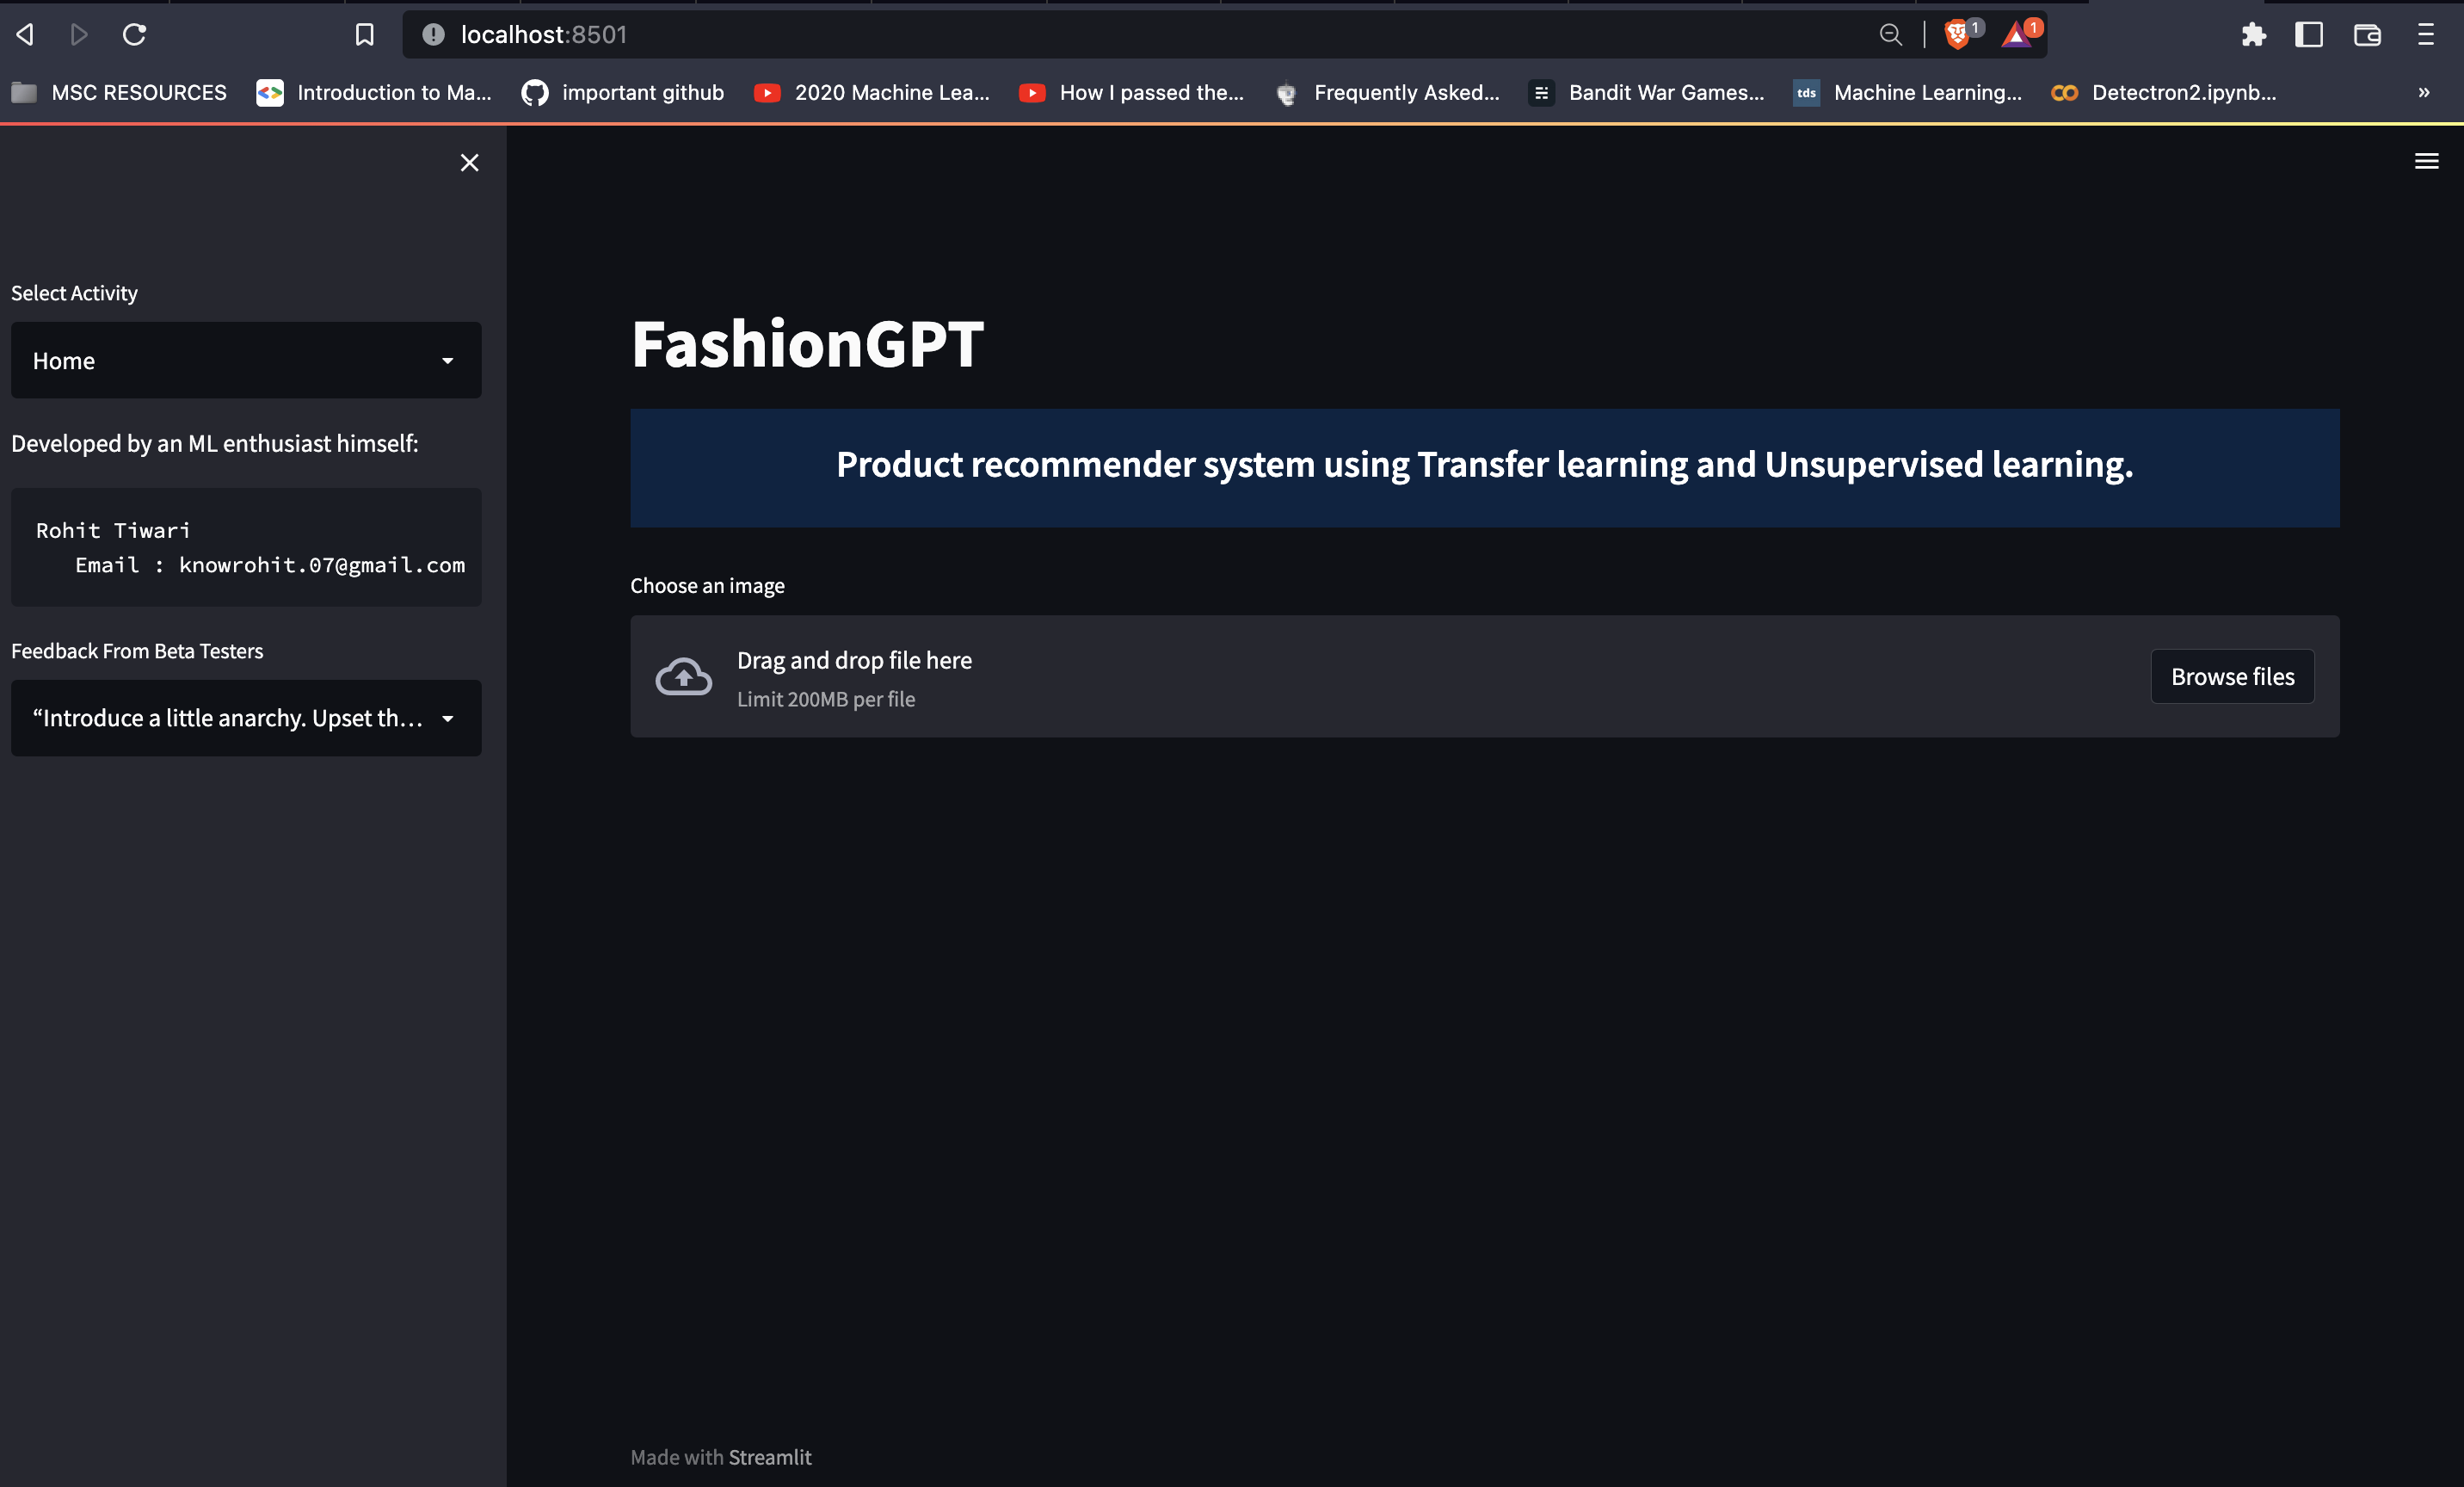 localhost:8501
1
1
MSC RESOURCES
Introduction to Ma...
important github
2020 Machine Lea...
How I passed the...
Frequently Asked...
Bandit War Games...
tds
Machine Learning...
Detectron2.ipynb...
»
Select Activity
Home
Developed by an ML enthusiast himself:
Rohit Tiwari
Email : knowrohit.07@gmail.com
Feedback From Beta Testers
“Introduce a little anarchy. Upset th...
FashionGPT
Product recommender system using Transfer learning and Unsupervised learning.
Choose an image
Drag and drop file here
Limit 200MB per file
Browse files
Made with Streamlit